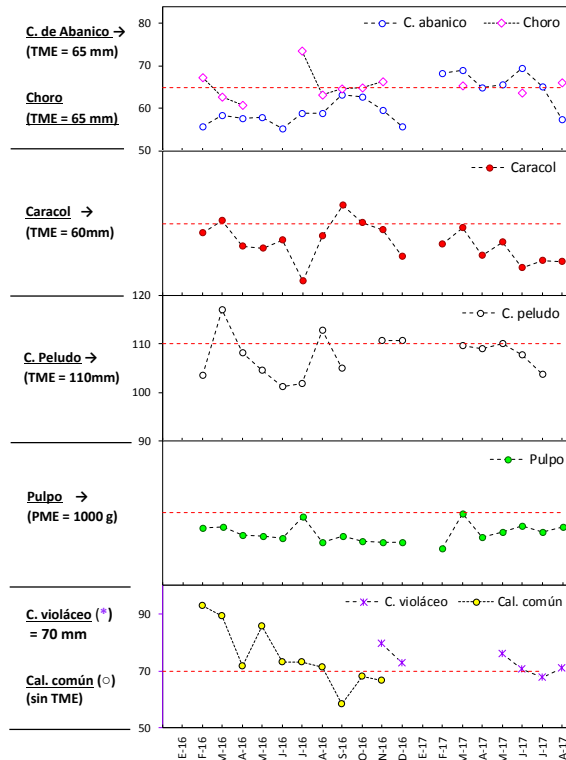 C. de Abanico →
(TME = 65 mm)
Choro
(TME = 65 mm)
80
70
60
50
C. abanico
Choro
Caracol →
(TME = 60mm)
Caracol
C. Peludo →
(TME = 110mm)
120
110
100
90
C. peludo
Pulpo →
(PME = 1000 g)
Pulpo
C. violáceo (*)
= 70 mm
Cal. común (○)
(sin TME)
90
70
50
C. violáceo
Cal. común
E-16
F-16
M-16
A-16
M-16
J-16
J-16
A-16
S-16
O-16
N-16
D-16
E-17
F-17
M-17
A-17
M-17
J-17
J-17
A-17